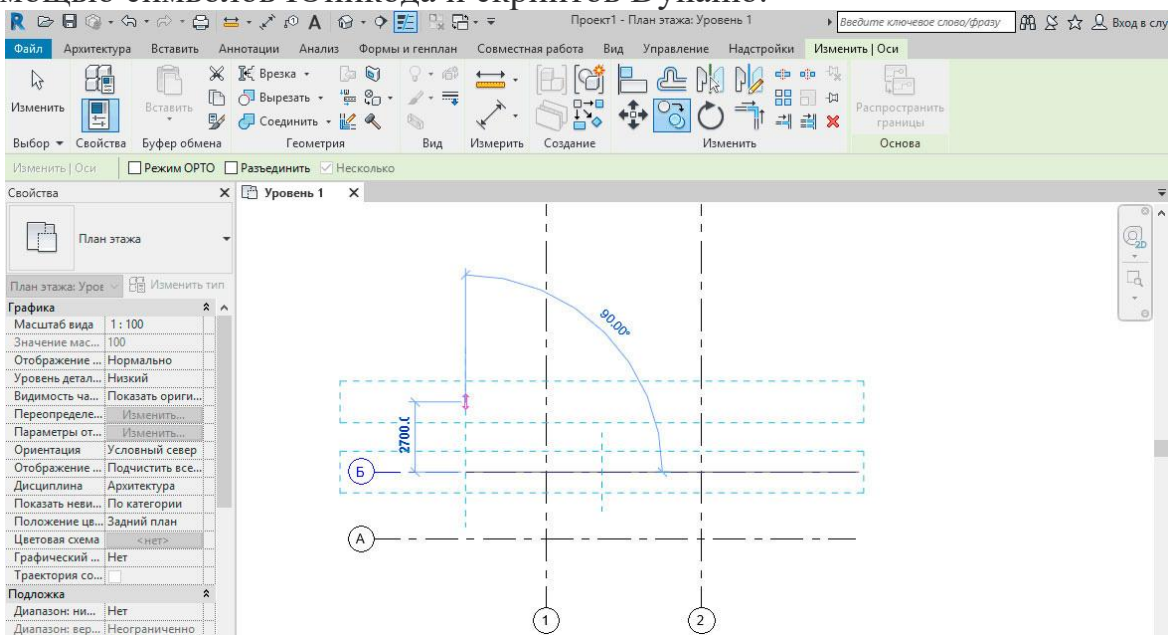 мощью символов Юникода и скриптов Dynamo.
Проект1 - План этажа: Уровень 1
Введите ключевое слово/фразу
Вход в слу
Файл Архитектура Вставить Аннотации Анализ Формы и генплан Совместная работа Вид Управление Надстройки Изменить | Оси
Изменить
Вставить
Врезка
Вырезать
Соединить
Распространить границы
Выбор Свойства Буфер обмена Геометрия Вид Измерить Создание Изменить Основа
Изменить | Оси Режим ОРТО Разъединить Несколько
Свойства X
Уровень 1 X
План этажа
План этажа: Уров Изменить тип
Графика
Масштаб вида 1 : 100
Значение мас... 100
Отображение ... Нормально
Уровень детал... Низкий
Видимость ча... Показать ориги...
Переопределе... Изменить...
Параметры от... Изменить...
Ориентация Условный север
Отображение ... Подчистить все...
Дисциплина Архитектура
Показать неви... По категории
Положение цв... Задний план
Цветовая схема <нет>
Графический ... Нет
Траектория со...
Подложка
Диапазон: ни... Нет
Диапазон: вер... Неограниченно
90.00°
2700.0
Б
А
1
2
2D